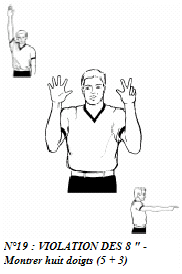 N°19 : VIOLATION DES 8 " -
Montrer huit doigts (5 + 3)